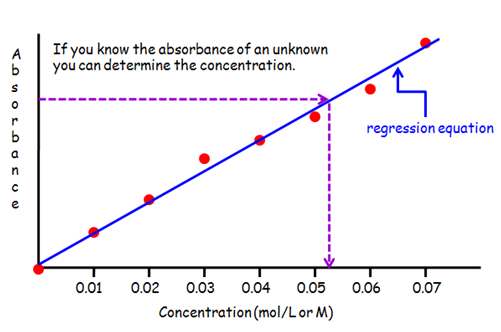 If you know the absorbance of an unknown
you can determine the concentration.
Absorbance
regression equation
0.01 0.02 0.03 0.04 0.05 0.06 0.07
Concentration (mol/L or M)